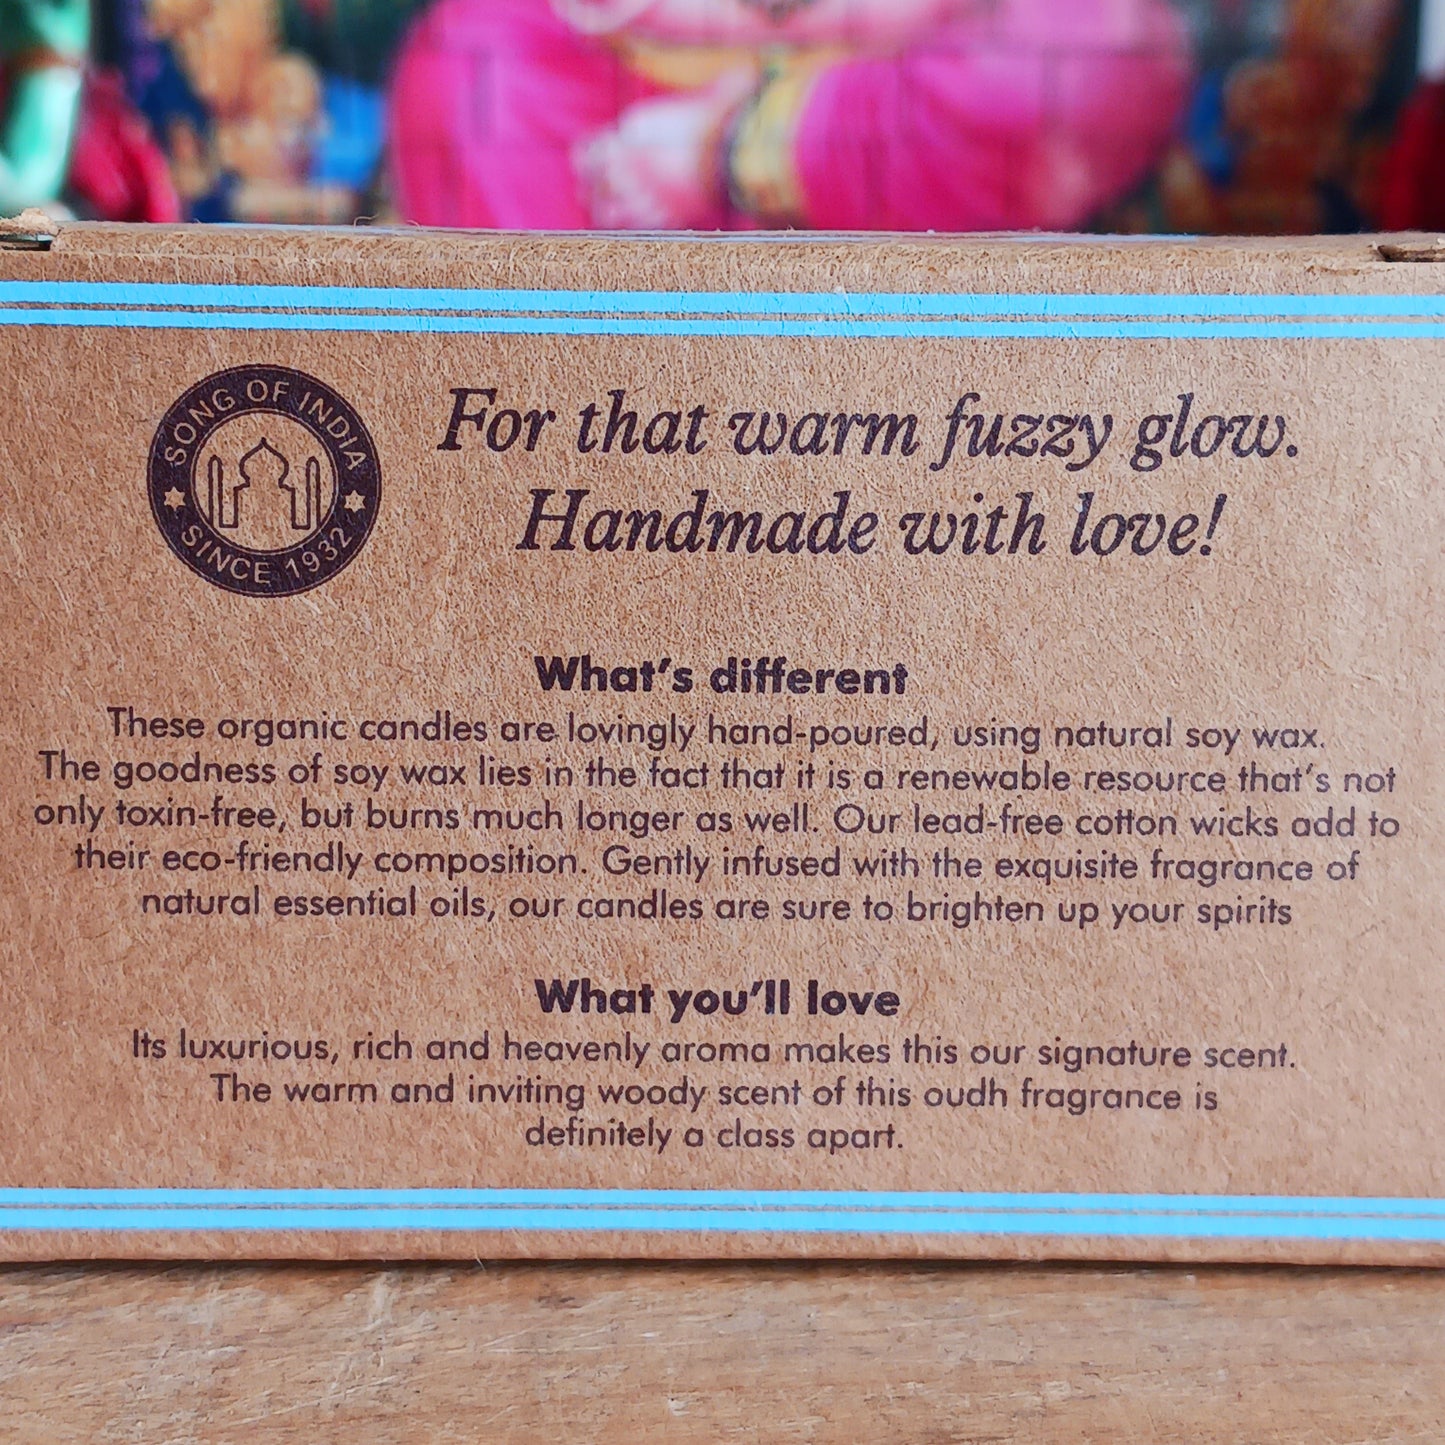 SONG OF INDIA
SINCE 1932
For that warm fuzzy glow.
Handmade with love!
What's different
These organic candles are lovingly hand-poured, using natural soy wax.
The goodness of soy wax lies in the fact that it is a renewable resource that's not
only toxin-free, but burns much longer as well. Our lead-free cotton wicks add to
their eco-friendly composition. Gently infused with the exquisite fragrance of
natural essential oils, our candles are sure to brighten up your spirits
What you'll love
Its luxurious, rich and heavenly aroma makes this our signature scent.
The warm and inviting woody scent of this oudh fragrance is
definitely a class apart.